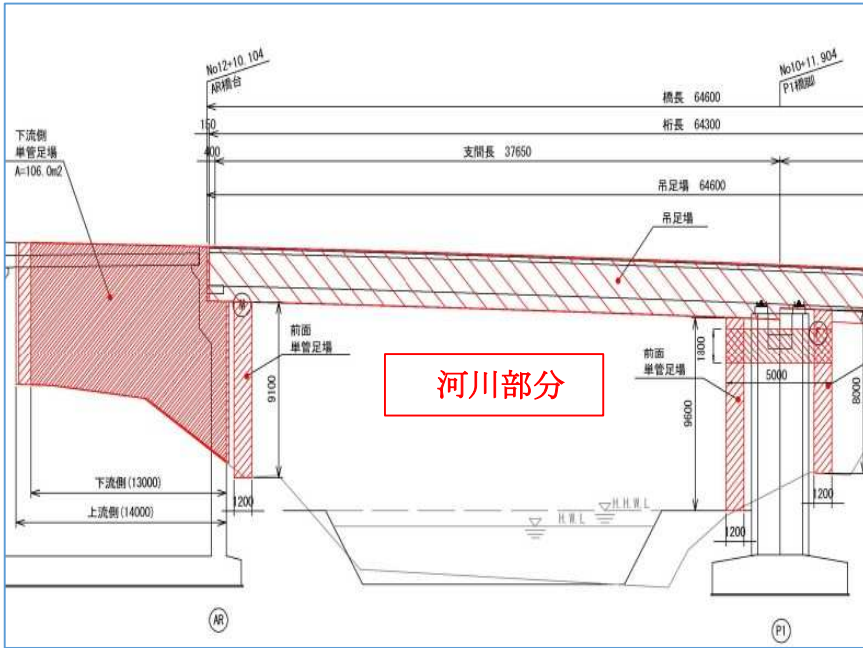 No12+10.104
AR橋台
No10+11.904
P1橋脚
橋長 64600
150
桁長 64300
400
支間長 37650
吊足場 64600
下流側
単管足場
A=106.0m2
吊足場
前面
単管足場
9100
河川部分
前面
単管足場
1800
5000
9600
8000
下流側(13000)
上流側(14000)
1200
H.W.L
H.H.W.L
1200
1200
AR
P1